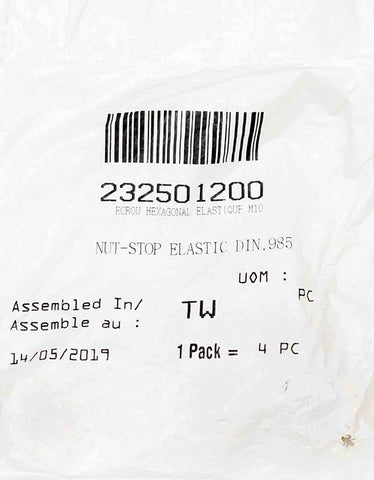 232501200
ECROU HEXAGONAL ELASTIQUE M10
NUT-STOP ELASTIC DIN.985
UOM :
PC
Assembled In/
Assemble au :
TW
14/05/2019
1 Pack = 4 PC